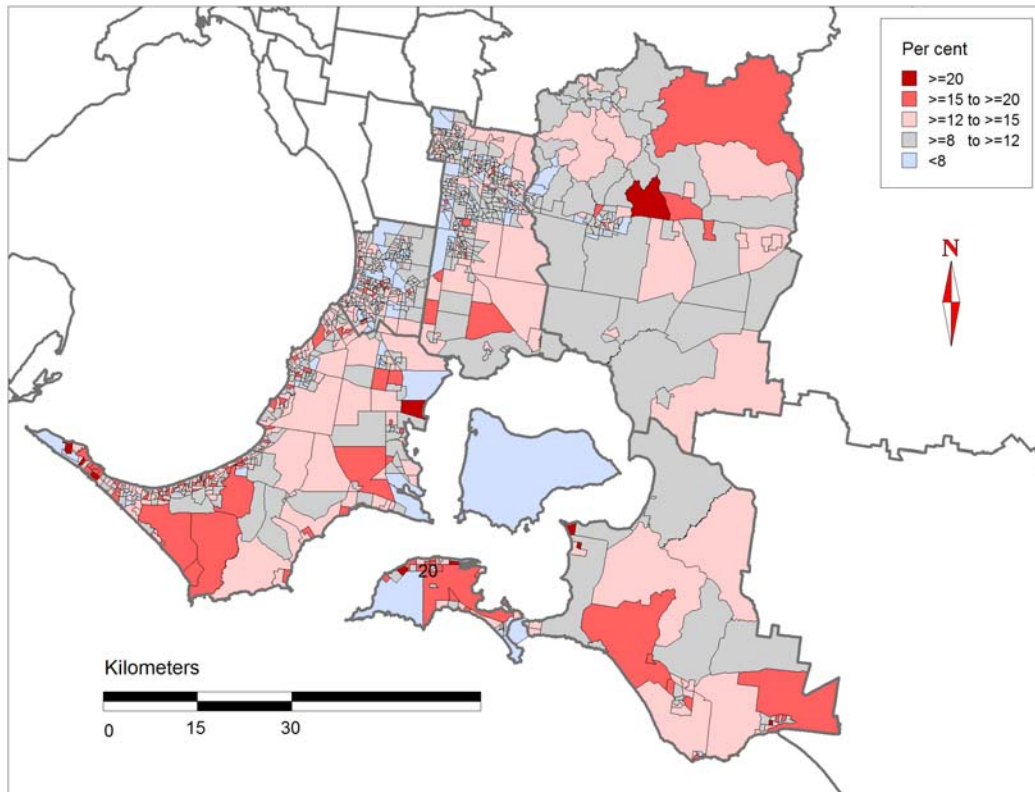 Per cent
>=20
>=15 to >=20
>=12 to >=15
>=8 to >=12
<8
N
20
Kilometers
0 15 30